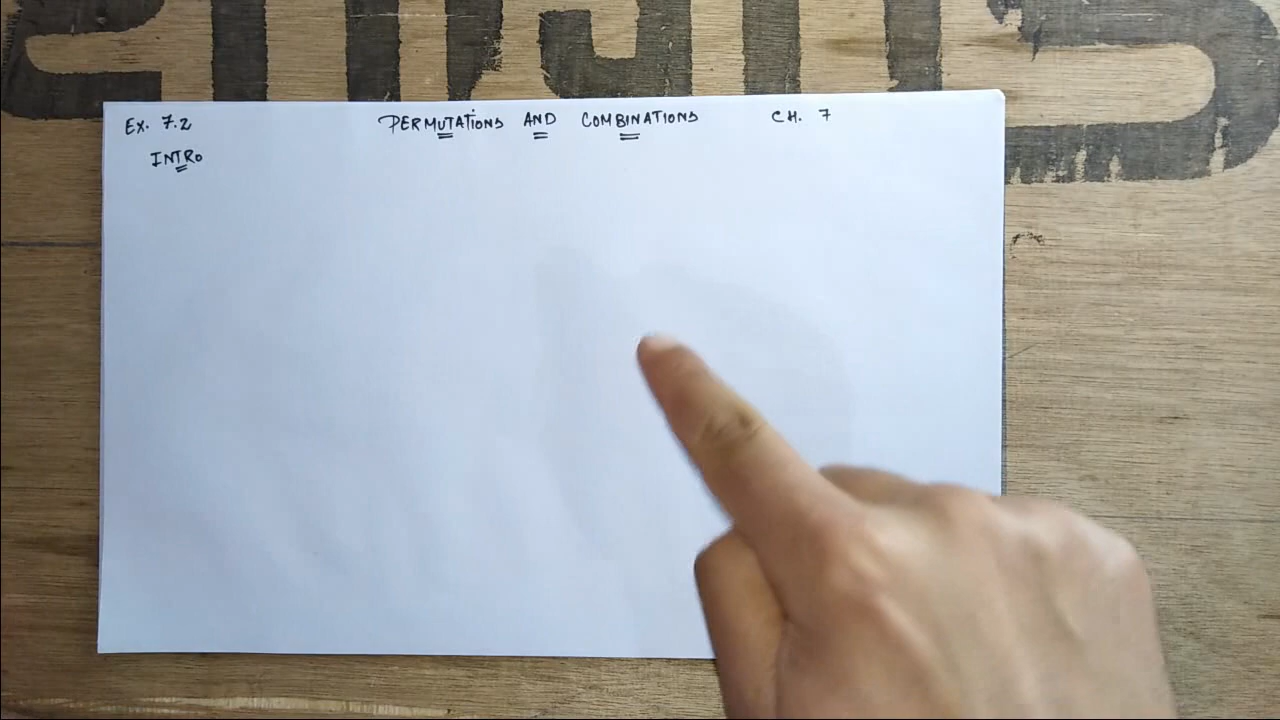 Ex. 7.2 PERMUTATiONS AND COMBINATIONS CH. 7
INTRO